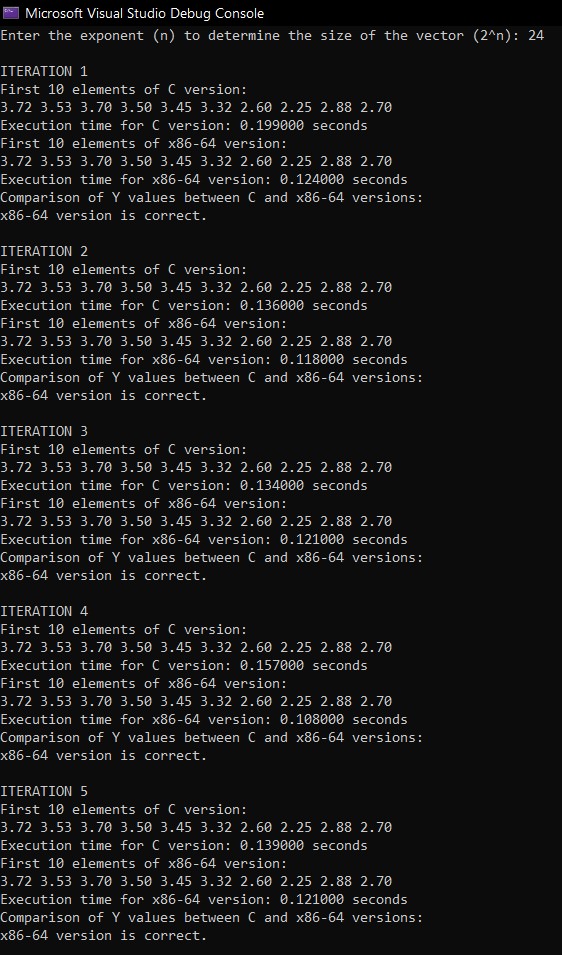 Microsoft Visual Studio Debug Console
Enter the exponent (n) to determine the size of the vector (2^n): 24
ITERATION 1
First 10 elements of C version:
3.72 3.53 3.70 3.50 3.45 3.32 2.60 2.25 2.88 2.70
Execution time for C version: 0.199000 seconds
First 10 elements of x86-64 version:
3.72 3.53 3.70 3.50 3.45 3.32 2.60 2.25 2.88 2.70
Execution time for x86-64 version: 0.124000 seconds
Comparison of Y values between C and x86-64 versions:
x86-64 version is correct.
ITERATION 2
First 10 elements of C version:
3.72 3.53 3.70 3.50 3.45 3.32 2.60 2.25 2.88 2.70
Execution time for C version: 0.136000 seconds
First 10 elements of x86-64 version:
3.72 3.53 3.70 3.50 3.45 3.32 2.60 2.25 2.88 2.70
Execution time for x86-64 version: 0.118000 seconds
Comparison of Y values between C and x86-64 versions:
x86-64 version is correct.
ITERATION 3
First 10 elements of C version:
3.72 3.53 3.70 3.50 3.45 3.32 2.60 2.25 2.88 2.70
Execution time for C version: 0.134000 seconds
First 10 elements of x86-64 version:
3.72 3.53 3.70 3.50 3.45 3.32 2.60 2.25 2.88 2.70
Execution time for x86-64 version: 0.121000 seconds
Comparison of Y values between C and x86-64 versions:
x86-64 version is correct.
ITERATION 4
First 10 elements of C version:
3.72 3.53 3.70 3.50 3.45 3.32 2.60 2.25 2.88 2.70
Execution time for C version: 0.157000 seconds
First 10 elements of x86-64 version:
3.72 3.53 3.70 3.50 3.45 3.32 2.60 2.25 2.88 2.70
Execution time for x86-64 version: 0.108000 seconds
Comparison of Y values between C and x86-64 versions:
x86-64 version is correct.
ITERATION 5
First 10 elements of C version:
3.72 3.53 3.70 3.50 3.45 3.32 2.60 2.25 2.88 2.70
Execution time for C version: 0.139000 seconds
First 10 elements of x86-64 version:
3.72 3.53 3.70 3.50 3.45 3.32 2.60 2.25 2.88 2.70
Execution time for x86-64 version: 0.121000 seconds
Comparison of Y values between C and x86-64 versions:
x86-64 version is correct.